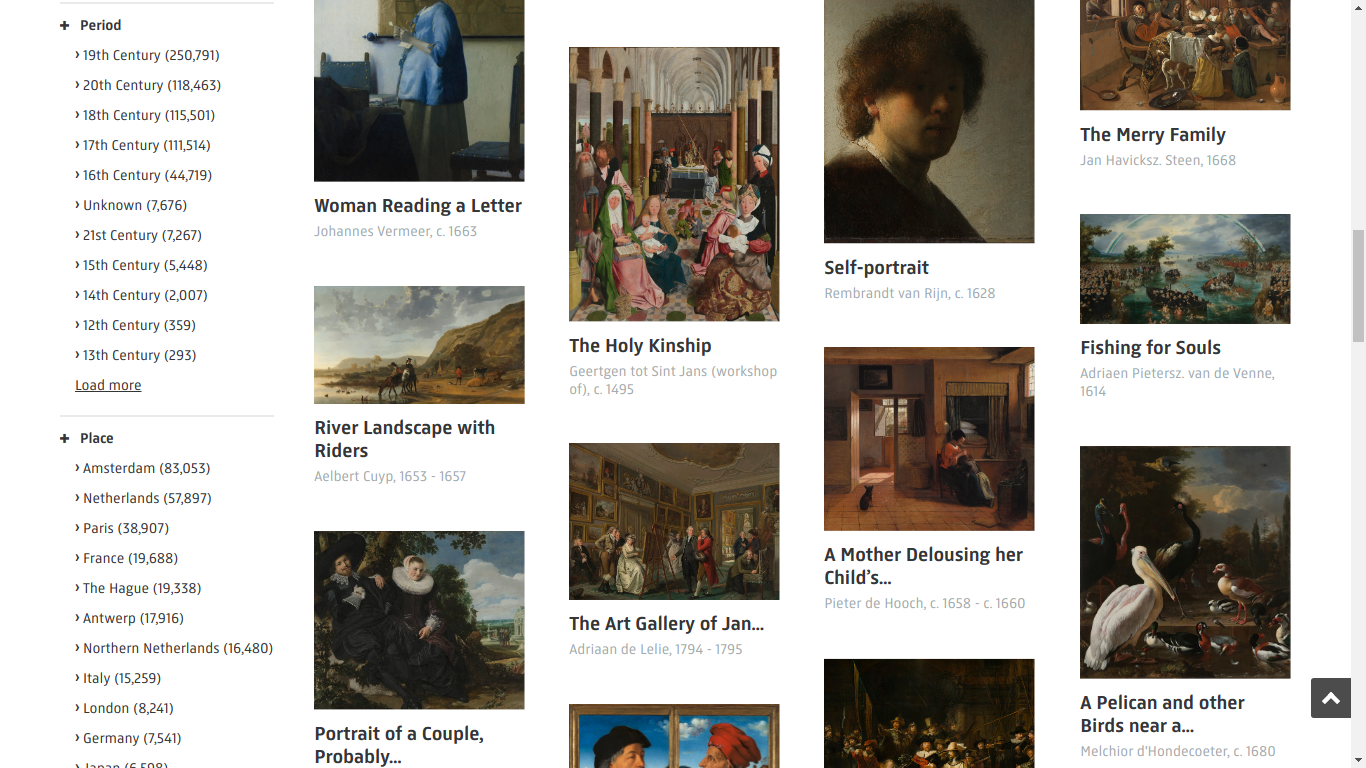 Period
19th Century (250,791)
20th Century (118,463)
18th Century (115,501)
17th Century (111,514)
16th Century (44,719)
Unknown (7,676)
21st Century (7,267)
15th Century (5,448)
14th Century (2,007)
12th Century (359)
13th Century (293)
Load more
Place
Amsterdam (83,053)
Netherlands (57,897)
Paris (38,907)
France (19,688)
The Hague (19,338)
Antwerp (17,916)
Northern Netherlands (16,480)
Italy (15,259)
London (8,241)
Germany (7,541)
Japan (6,598)
Woman Reading a Letter
Johannes Vermeer, c. 1663
River Landscape with
Riders
Aelbert Cuyp, 1653 - 1657
Portrait of a Couple,
Probably...
The Holy Kinship
Geertgen tot Sint Jans (workshop
of), c. 1495
The Art Gallery of Jan...
Adriaan de Lelie, 1794 - 1795
Self-portrait
Rembrandt van Rijn, c. 1628
A Mother Delousing her
Child’s...
Pieter de Hooch, c. 1658 - c. 1660
The Merry Family
Jan Havicksz. Steen, 1668
Fishing for Souls
Adriaen Pietersz. van de Venne,
1614
A Pelican and other
Birds near a...
Melchior d'Hondecoeter, c. 1680